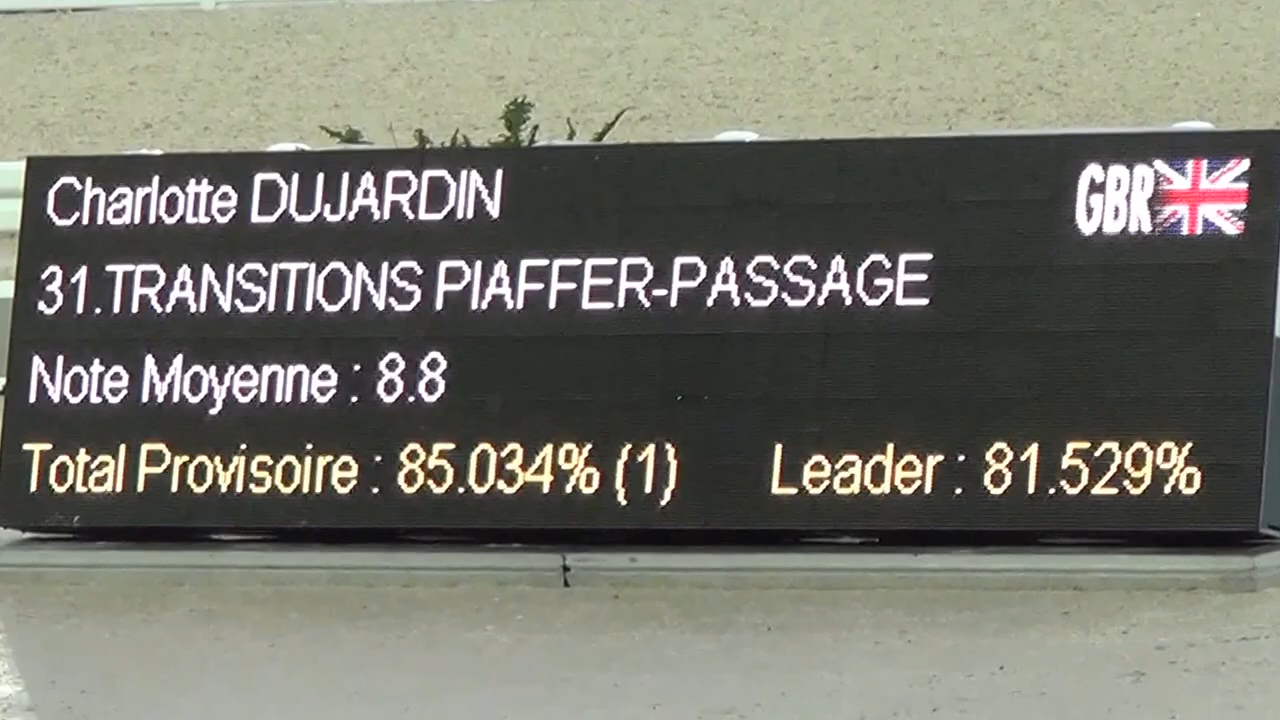 Charlotte DUJARDIN GBR
31.TRANSITIONS PIAFFER-PASSAGE
Note Moyenne : 8.8
Total Provisoire : 85.034% (1) Leader : 81.529%